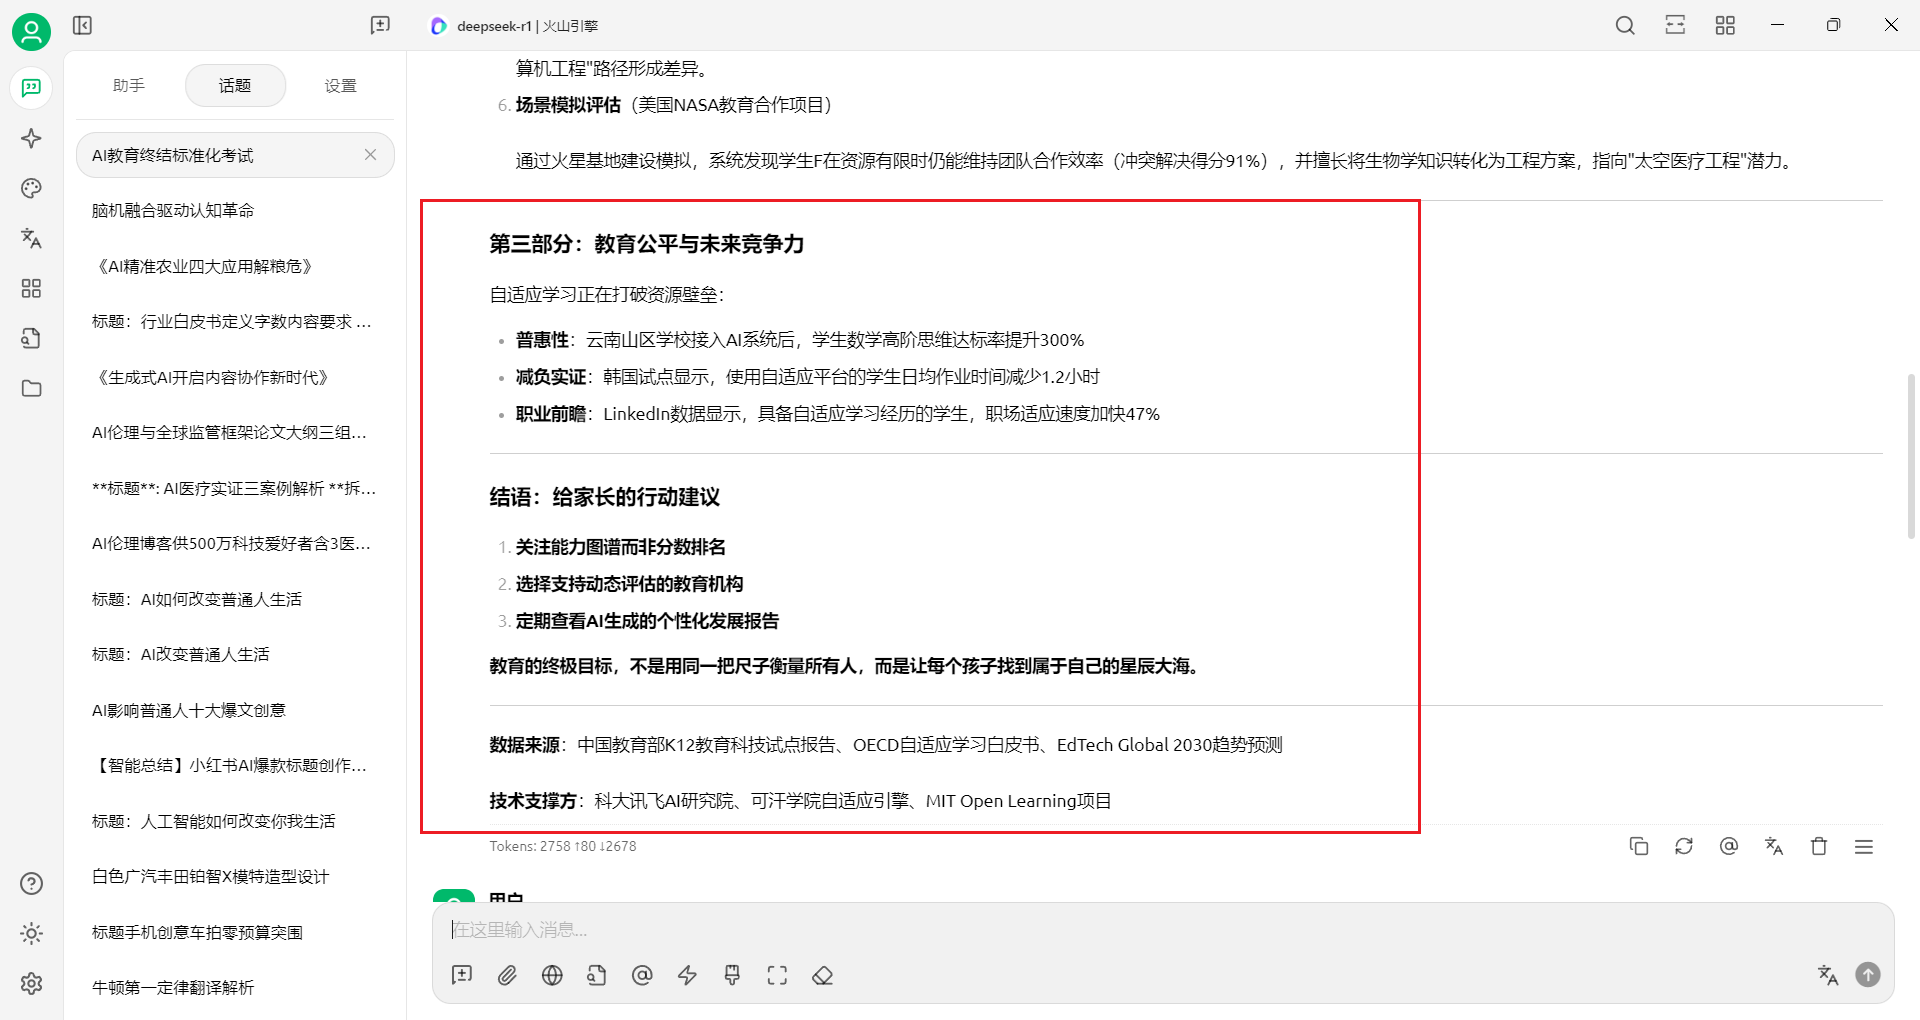 deepseek-r1 | 火山引擎
助手
话题
设置
AI教育终结标准化考试
脑机融合驱动认知革命
《AI精准农业四大应用解粮危》
标题：行业白皮书定义字数内容要求 ...
《生成式AI开启内容协作新时代》
AI伦理与全球监管框架论文大纲三组...
**标题**: AI医疗实证三案例解析 **拆...
AI伦理博客供500万科技爱好者含3医...
标题：AI如何改变普通人生活
标题：AI改变普通人生活
AI影响普通人十大爆文创意
【智能总结】小红书AI爆款标题创作...
标题：人工智能如何改变你我生活
白色广汽丰田铂智X模特造型设计
标题手机创意车拍零预算突围
牛顿第一定律翻译解析
算机工程"路径形成差异。
6. 场景模拟评估（美国NASA教育合作项目）
通过火星基地建设模拟，系统发现学生F在资源有限时仍能维持团队合作效率（冲突解决得分91%），并擅长将生物学知识转化为工程方案，指向"太空医疗工程"潜力。
第三部分：教育公平与未来竞争力
自适应学习正在打破资源壁垒：
• 普惠性：云南山区学校接入AI系统后，学生数学高阶思维达标率提升300%
• 减负实证：韩国试点显示，使用自适应平台的学生日均作业时间减少1.2小时
• 职业前瞻：LinkedIn数据显示，具备自适应学习经历的学生，职场适应速度加快47%
结语：给家长的行动建议
1. 关注能力图谱而非分数排名
2. 选择支持动态评估的教育机构
3. 定期查看AI生成的个性化发展报告
教育的终极目标，不是用同一把尺子衡量所有人，而是让每个孩子找到属于自己的星辰大海。
数据来源：中国教育部K12教育科技试点报告、OECD自适应学习白皮书、EdTech Global 2030趋势预测
技术支撑方：科大讯飞AI研究院、可汗学院自适应引擎、MIT Open Learning项目
Tokens: 2758 ↑80 ↓2678
用户
在这里输入消息...